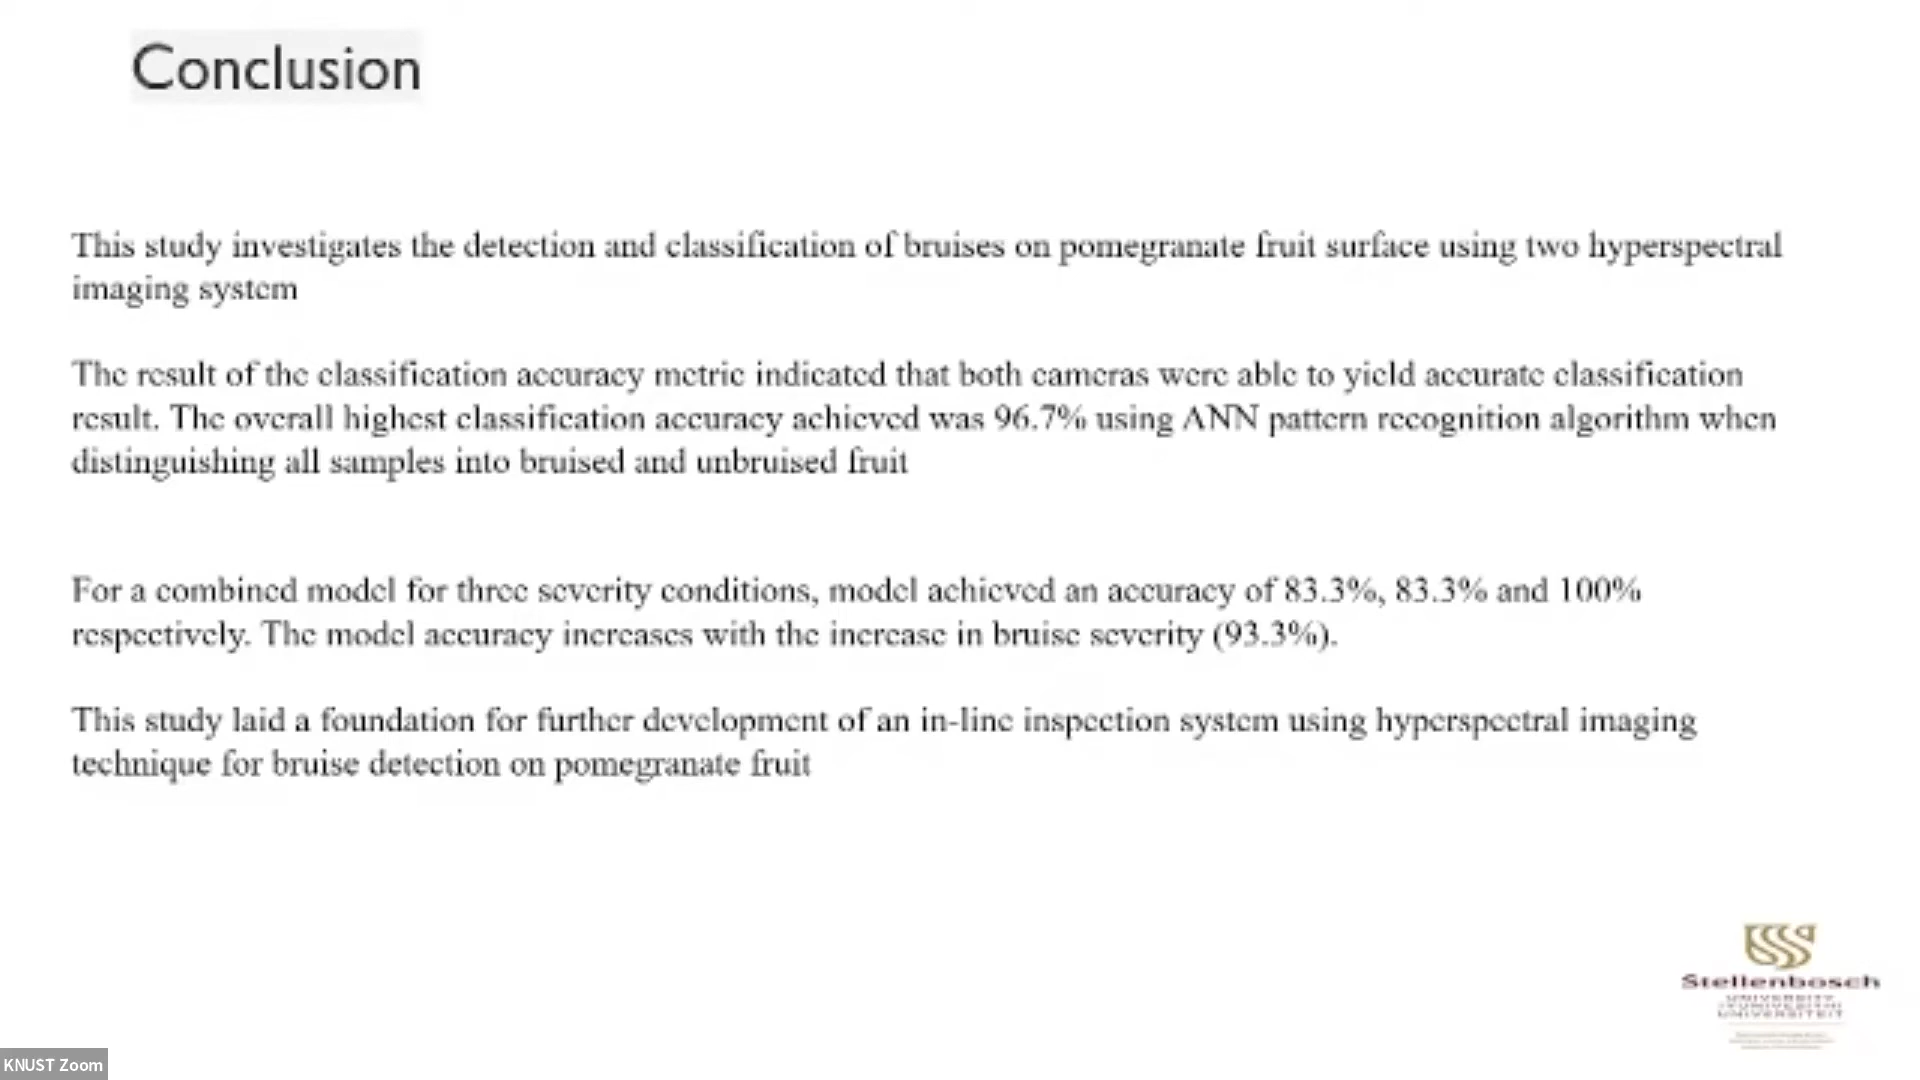 Conclusion
This study investigates the detection and classification of bruises on pomegranate fruit surface using two hyperspectral
imaging system
The result of the classification accuracy metric indicated that both cameras were able to yield accurate classification
result. The overall highest classification accuracy achieved was 96.7% using ANN pattern recognition algorithm when
distinguishing all samples into bruised and unbruised fruit
For a combined model for three severity conditions, model achieved an accuracy of 83.3%, 83.3% and 100%
respectively. The model accuracy increases with the increase in bruise severity (93.3%).
This study laid a foundation for further development of an in-line inspection system using hyperspectral imaging
technique for bruise detection on pomegranate fruit
Stellenbosch
UNIVERSITY
IYUNIVESITHI
UNIVERSITEIT
KNUST Zoom